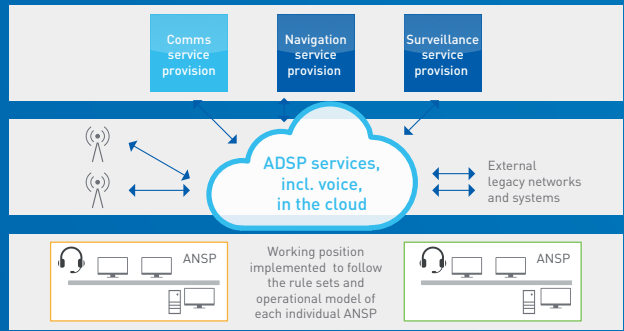 Comms
service
provision
Navigation
service
provision
Surveillance
service
provision
ADSP services,
incl. voice,
in the cloud
External
legacy networks
and systems
ANSP
Working position
implemented to follow
the rule sets and
operational model of
each individual ANSP
ANSP